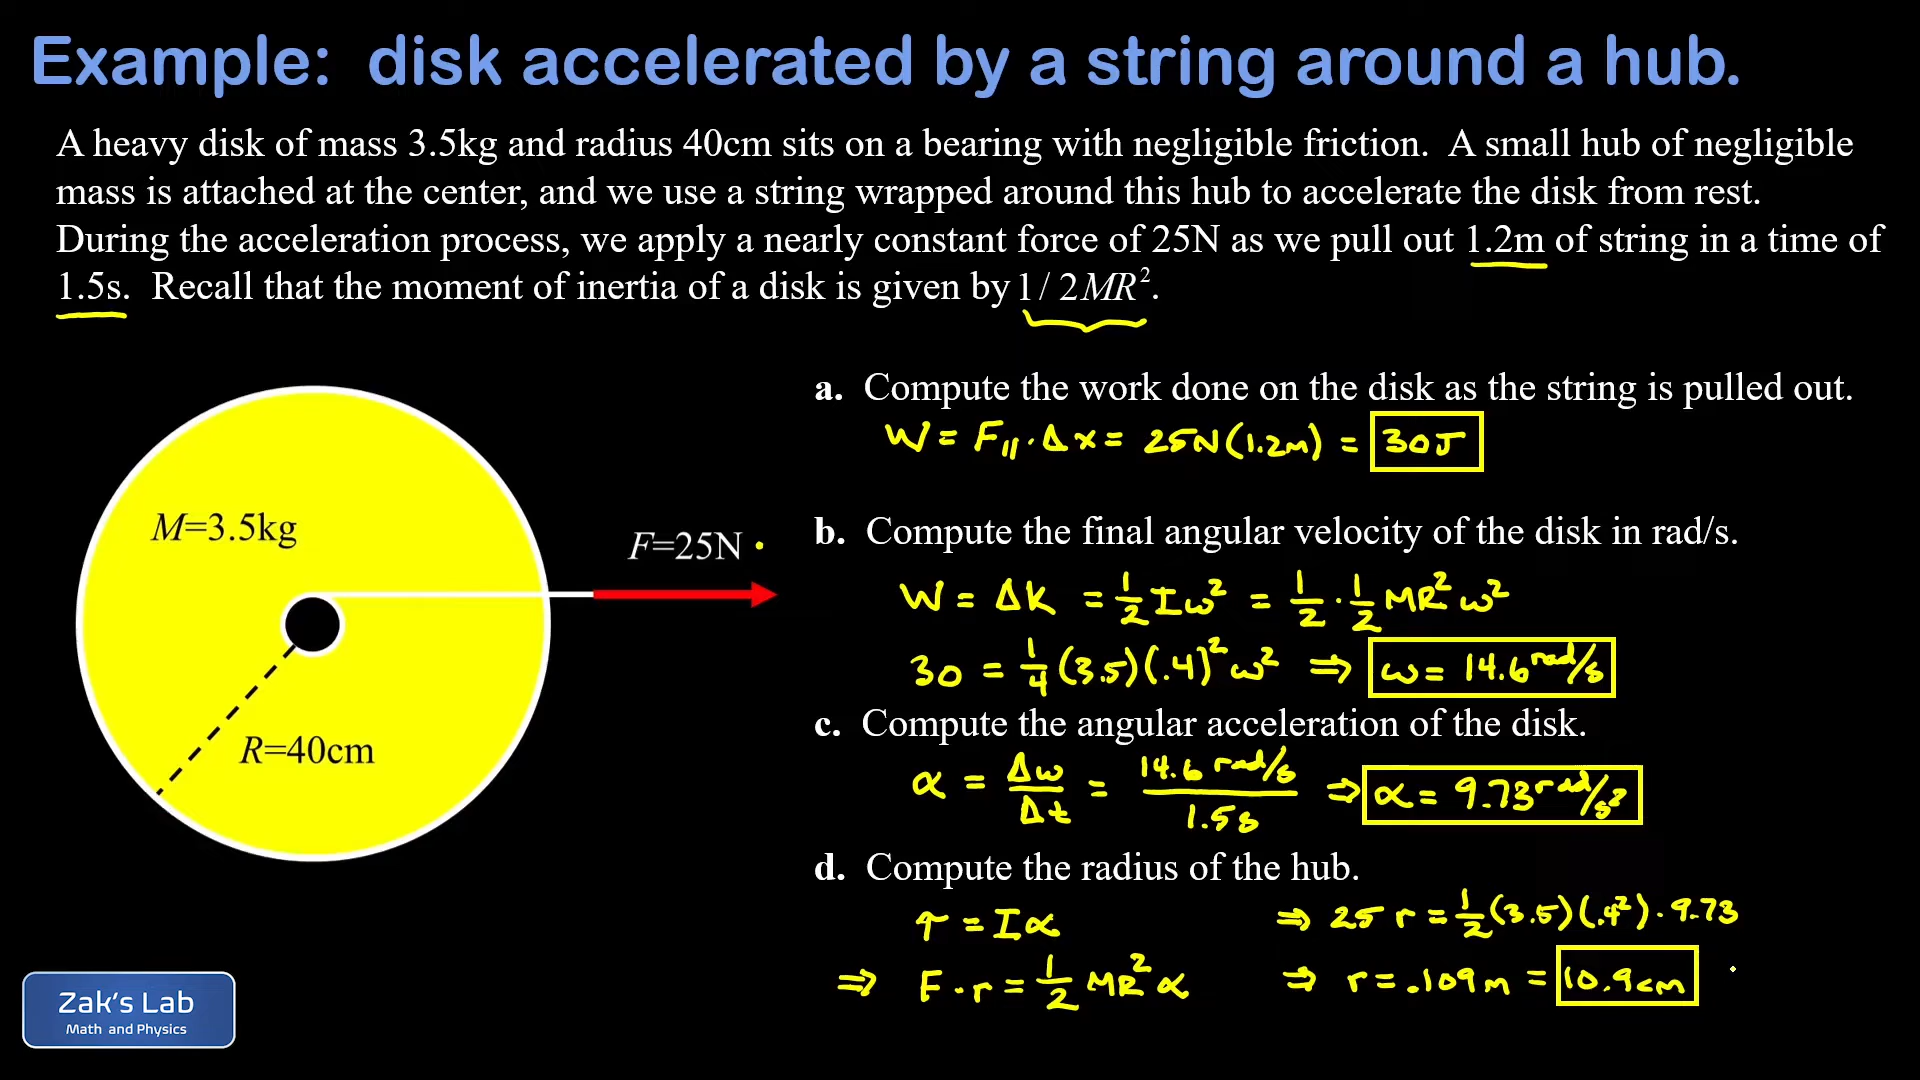 Example: disk accelerated by a string around a hub.
A heavy disk of mass 3.5kg and radius 40cm sits on a bearing with negligible friction. A small hub of negligible
mass is attached at the center, and we use a string wrapped around this hub to accelerate the disk from rest.
During the acceleration process, we apply a nearly constant force of 25N as we pull out 1.2m of string in a time of
1.5s. Recall that the moment of inertia of a disk is given by 1/2MR².
M=3.5kg
F=25N
R=40cm
a. Compute the work done on the disk as the string is pulled out.
W = F∥·Δx = 25N(1.2m) = 30J
b. Compute the final angular velocity of the disk in rad/s.
W = ΔK = 1/2 Iω² = 1/2 · 1/2 MR²ω²
30 = 1/4 (3.5)(.4)²ω² ⇒ ω = 14.6 rad/s
c. Compute the angular acceleration of the disk.
α = Δω/Δt = 14.6 rad/s / 1.5s ⇒ α = 9.73 rad/s²
d. Compute the radius of the hub.
τ = Iα
⇒ F·r = 1/2 MR²α
⇒ 25r = 1/2 (3.5)(.4²)·9.73
⇒ r = .109m = 10.9cm
Zak's Lab
Math and Physics